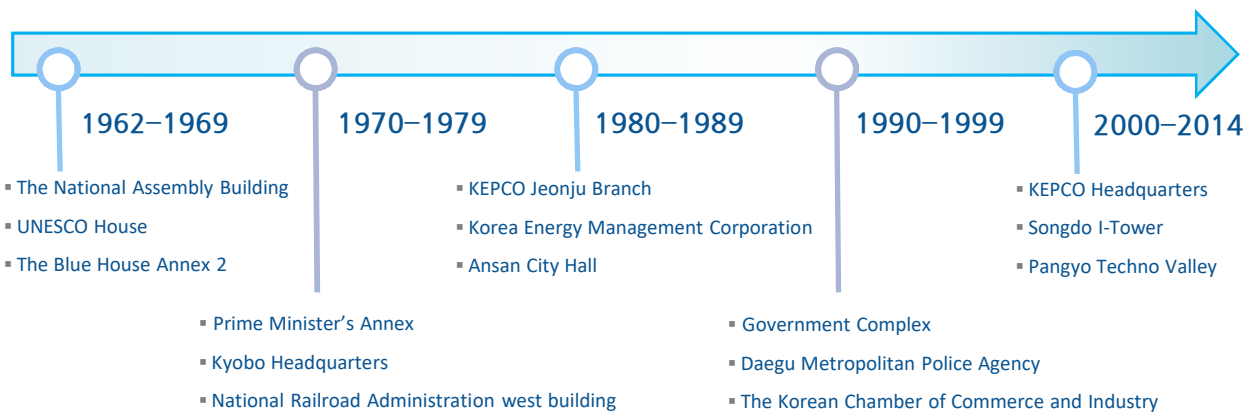 1962–1969
▪ The National Assembly Building
▪ UNESCO House
▪ The Blue House Annex 2
1970–1979
▪ Prime Minister’s Annex
▪ Kyobo Headquarters
▪ National Railroad Administration west building
1980–1989
▪ KEPCO Jeonju Branch
▪ Korea Energy Management Corporation
▪ Ansan City Hall
1990–1999
▪ Government Complex
▪ Daegu Metropolitan Police Agency
▪ The Korean Chamber of Commerce and Industry
2000–2014
▪ KEPCO Headquarters
▪ Songdo I-Tower
▪ Pangyo Techno Valley